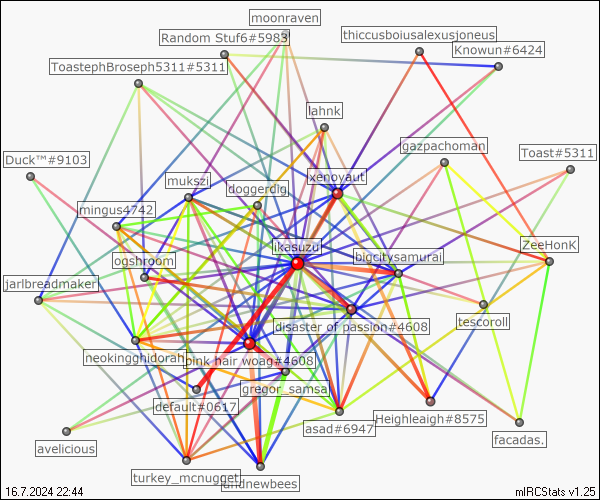 moonraven
Random Stuf6#5983
thiccusboiusalexusjoneus
Knowun#6424
ToastephBroseph5311#5311
lahnk
gazpachoman
Toast#5311
Duck™#9103
mukszi
doggerdig
xenoyaut
mingus4742
ikasuzu
ZeeHonK
ogshroom
bigcitysamurai
jarlbreadmaker
tescoroll
disaster of passion#4608
neokingghidorah
pink hair woag#4608
gregor_samsa
default#0617
asad#6947
Heighleaigh#8575
facadas.
avelicious
turkey_mcnugget
andnewbees
16.7.2024 22:44
mIRCStats v1.25